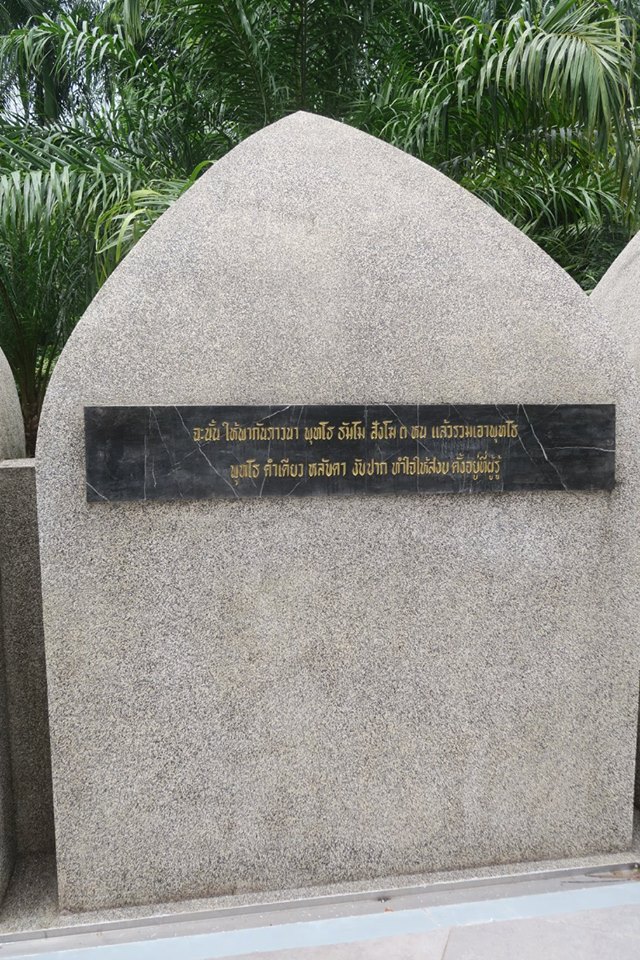 ฉะนั้น ให้พากันภาวนา พุทโธ ธัมโม สังโฆ ๓ หน แล้วรวมเอาพุทโธ
พุทโธ คำเดียว หลับตา งับปาก ทำใจให้สงบ ตั้งอยู่ที่ผู้รู้